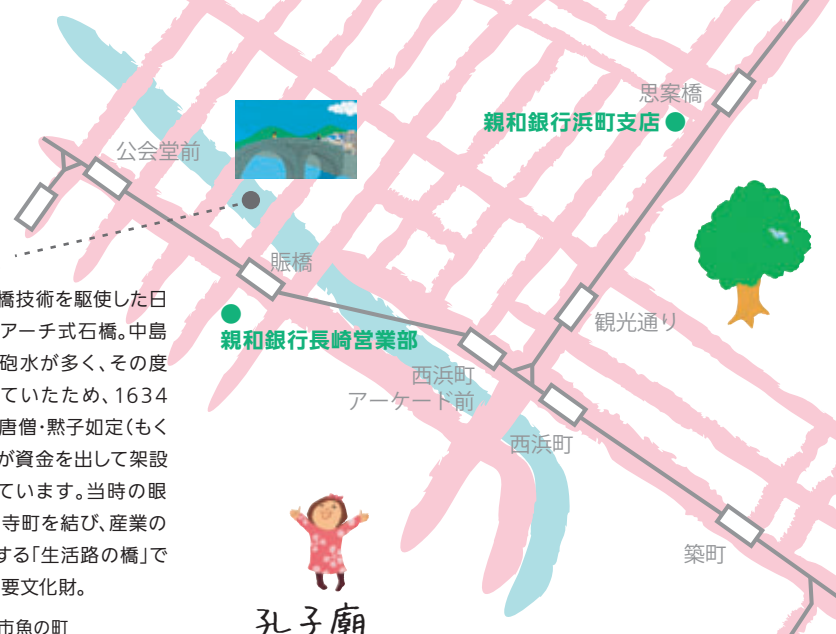 思案橋
親和銀行浜町支店
公会堂前
賑橋
観光通り
親和銀行長崎営業部
西浜町
アーケード前
西浜町
築町
橋技術を駆使した日
アーチ式石橋。中島
砲水が多く、その度
ていたため、1634
唐僧・黙子如定(もく
が資金を出して架設
ています。当時の眼
寺町を結び、産業の
する「生活路の橋」で
要文化財。
市魚の町
孔子廟